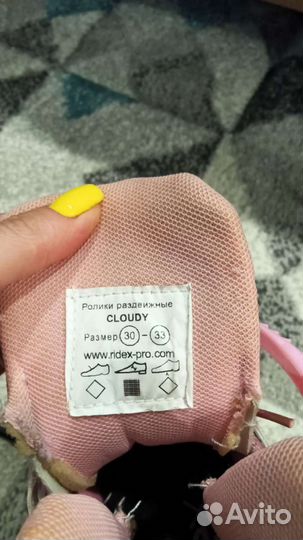 Ролики раздвижные
CLOUDY
Размер 30 - 33
www.ridex-pro.com
Avito